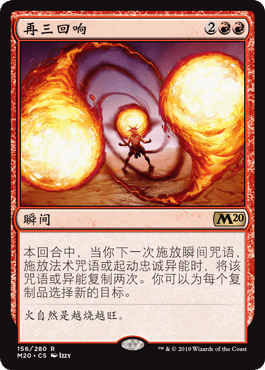 再三回响 2
瞬间 M20
本回合中，当你下一次施放瞬间咒语，
施放法术咒语或起动忠诚异能时，将该
咒语或异能复制两次。你可以为每个复
制品选择新的目标。
火自然是越烧越旺。
156/280 R
M20 • CS Izzy ™ & © 2019 Wizards of the Coast